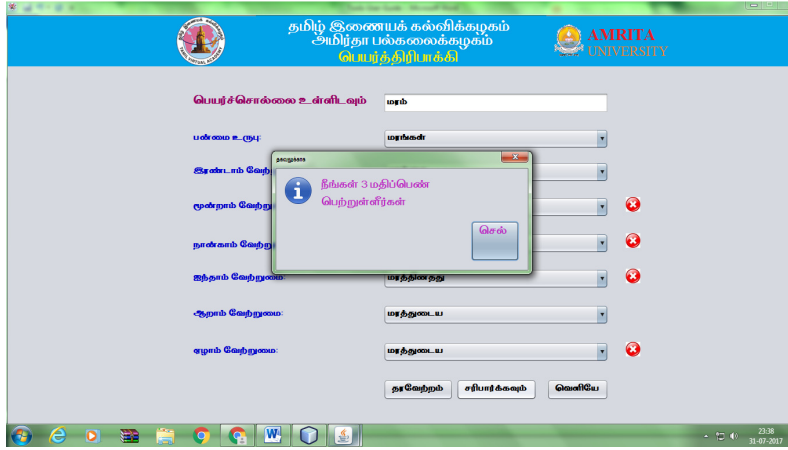 தமிழ் இணையக் கல்விக்கழகம்
அமிர்தா பல்கலைக்கழகம்
பெயர்த்திரிபாக்கி
AMRITA
UNIVERSITY
பெயர்ச்சொல்லை உள்ளிடவும் மரம்
பன்மை உருபு: மரங்கள்
இரண்டாம்
தகவலுக்காக
நீங்கள் 3 மதிப்பெண்
பெற்றுள்ளீர்கள்
செல்
மூன்றாம்
நான்காம்
ஐந்தாம் வேற்றுமை: மரத்தினது
ஆறாம் வேற்றுமை: மரத்துடைய
ஏழாம் வேற்றுமை: மரத்துடைய
தரவேற்றம் சரிபார்க்கவும் வெளியே
23:38
31-07-2017